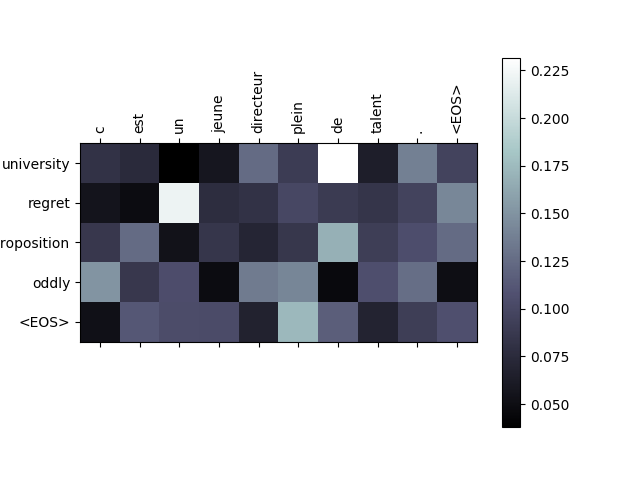 c est un jeune directeur plein de talent . <EOS>
university
regret
roposition
oddly
<EOS>
0.225
0.200
0.175
0.150
0.125
0.100
0.075
0.050